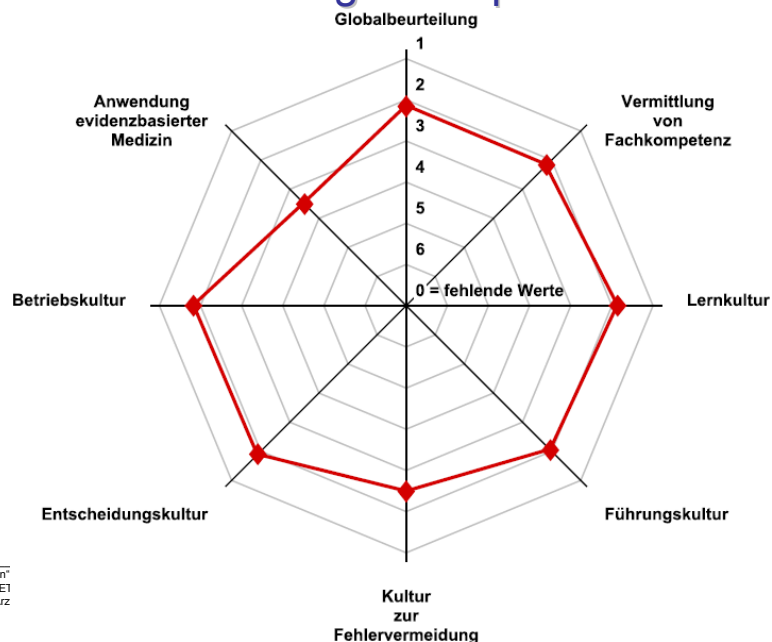 Globalbeurteilung
1
Anwendung
evidenzbasierter
Medizin
Vermittlung
von
Fachkompetenz
2
3
4
5
6
0 = fehlende Werte
Betriebskultur
Lernkultur
Entscheidungskultur
Führungskultur
Kultur
zur
Fehlervermeidung